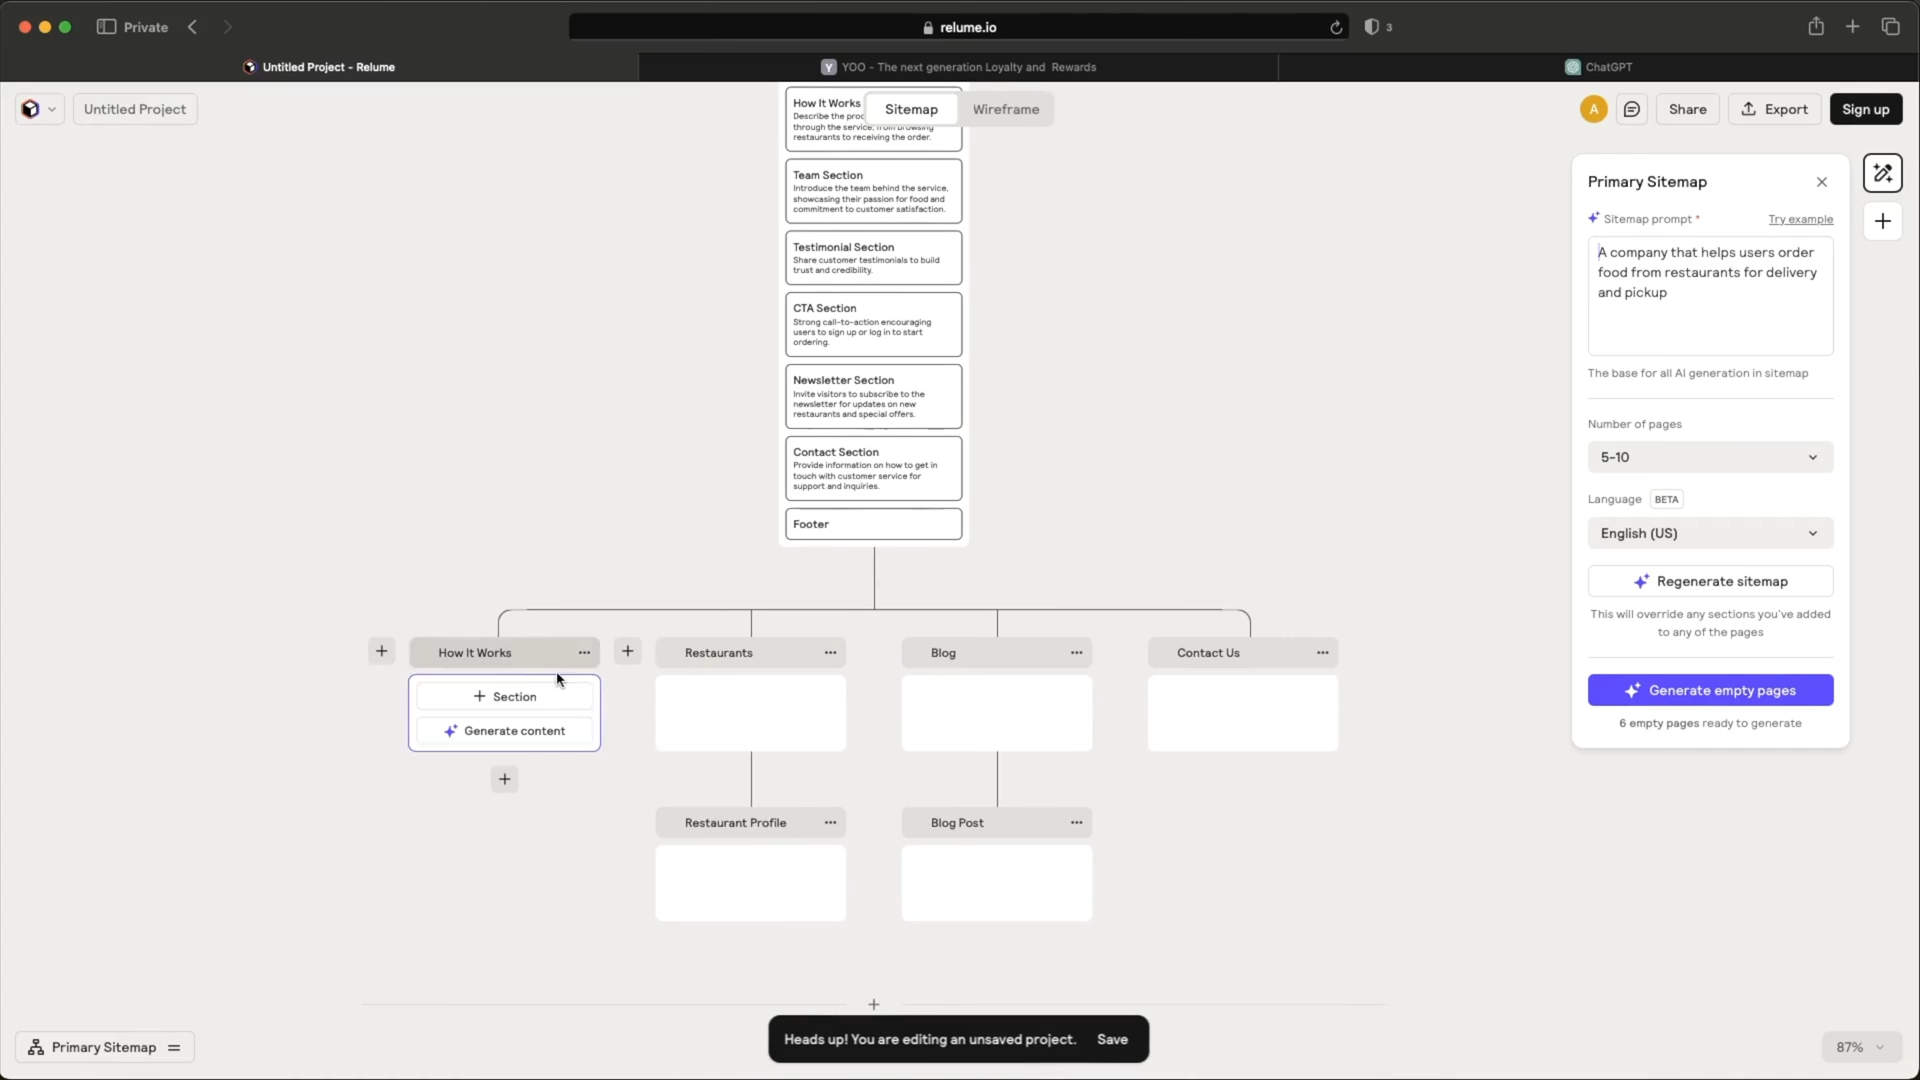 Private
relume.io
3
Untitled Project - Relume
Y YOO - The next generation Loyalty and Rewards
ChatGPT
Untitled Project
Sitemap
Wireframe
A
Share
Export
Sign up
How It Works
Describe the
through the service, from browsing
restaurants to receiving the order.
Team Section
Introduce the team behind the service,
showcasing their passion for food and
commitment to customer satisfaction.
Testimonial Section
Share customer testimonials to build
trust and credibility.
CTA Section
Strong call-to-action encouraging
users to sign up or log in to start
ordering.
Newsletter Section
Invite visitors to subscribe to the
newsletter for updates on new
restaurants and special offers.
Contact Section
Provide information on how to get in
touch with customer service for
support and inquiries.
Footer
How It Works
Restaurants
Blog
Contact Us
+ Section
Generate content
Restaurant Profile
Blog Post
Primary Sitemap
Sitemap prompt *
Try example
A company that helps users order
food from restaurants for delivery
and pickup
The base for all AI generation in sitemap
Number of pages
5-10
Language BETA
English (US)
Regenerate sitemap
This will override any sections you've added
to any of the pages
Generate empty pages
6 empty pages ready to generate
Primary Sitemap
Heads up! You are editing an unsaved project. Save
87%